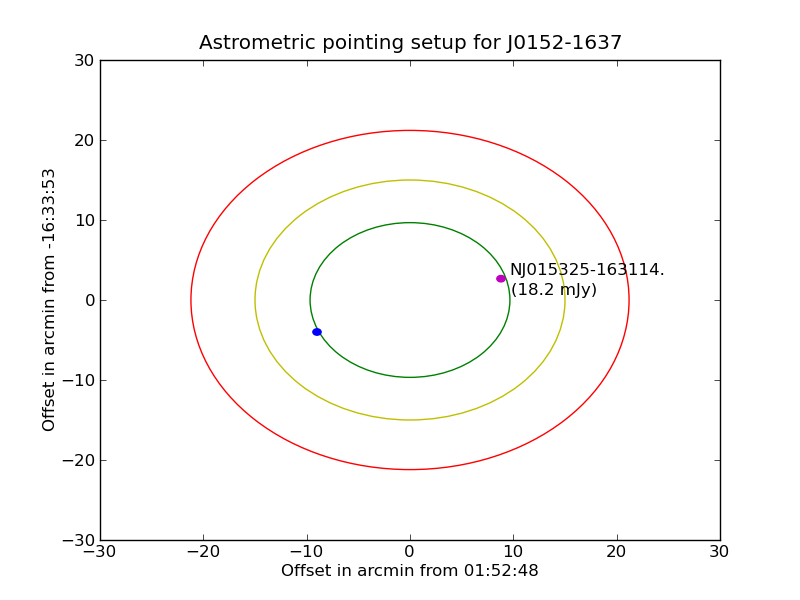 Astrometric pointing setup for J0152-1637
30
20
10
0
−10
−20
−30
Offset in arcmin from -16:33:53
NJ015325-163114.
(18.2 mJy)
−30
−20
−10
0
10
20
30
Offset in arcmin from 01:52:48